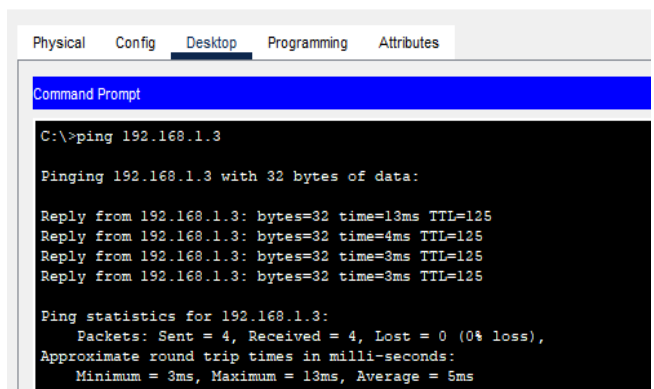 Physical Config Desktop Programming Attributes
Command Prompt
C:\>ping 192.168.1.3
Pinging 192.168.1.3 with 32 bytes of data:
Reply from 192.168.1.3: bytes=32 time=13ms TTL=125
Reply from 192.168.1.3: bytes=32 time=4ms TTL=125
Reply from 192.168.1.3: bytes=32 time=3ms TTL=125
Reply from 192.168.1.3: bytes=32 time=3ms TTL=125
Ping statistics for 192.168.1.3:
Packets: Sent = 4, Received = 4, Lost = 0 (0% loss),
Approximate round trip times in milli-seconds:
Minimum = 3ms, Maximum = 13ms, Average = 5ms